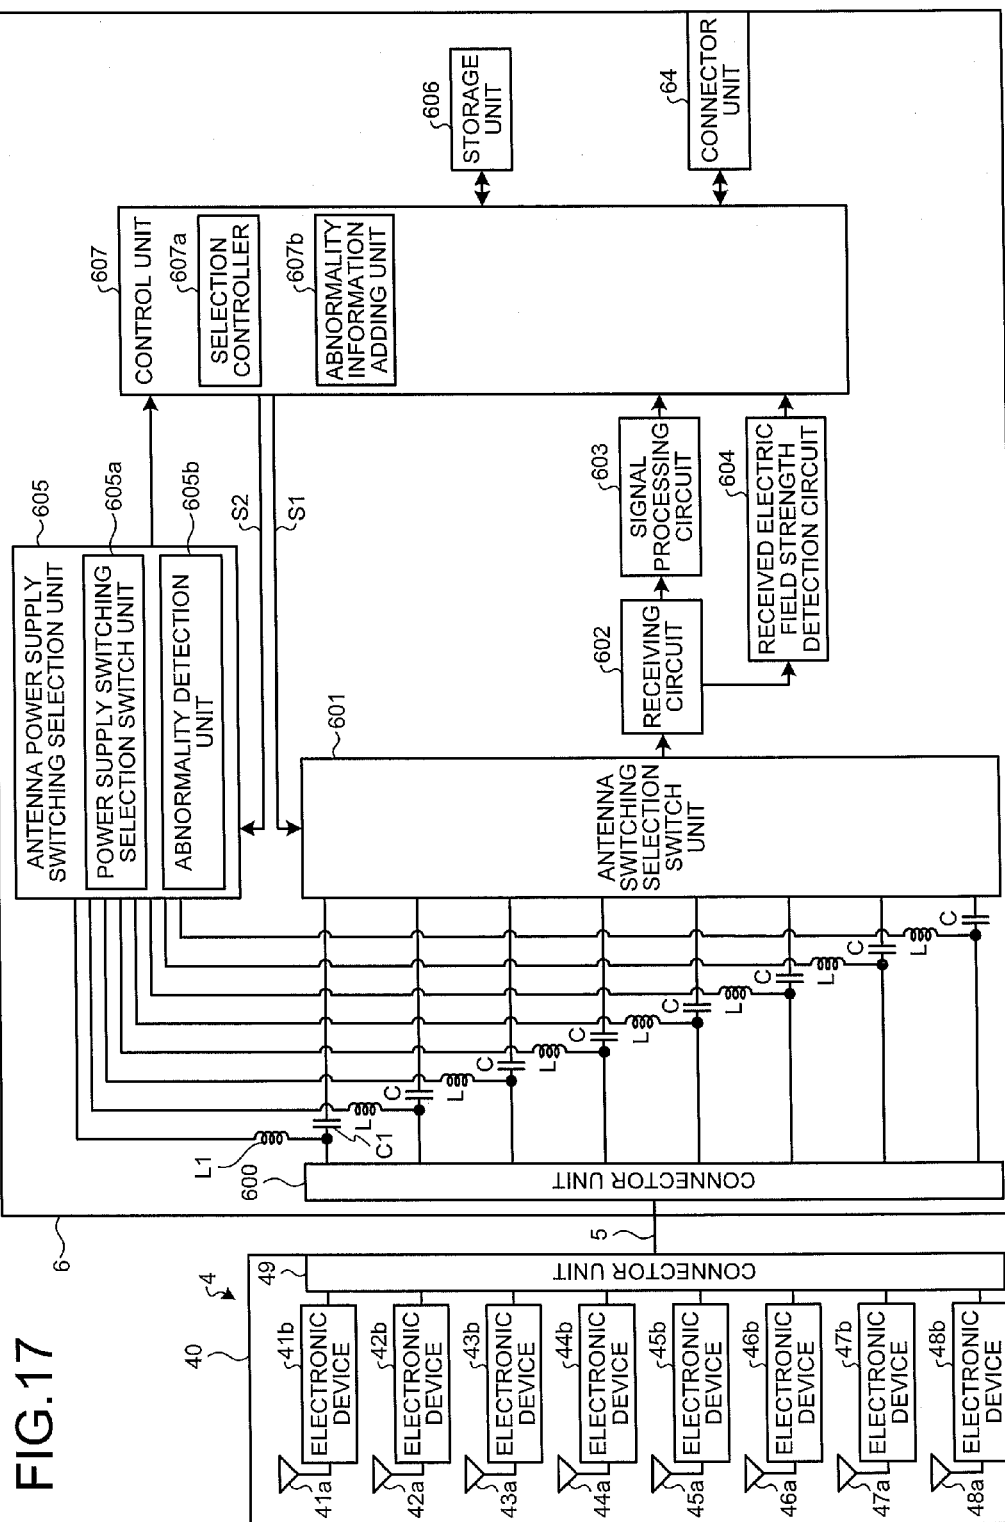 FIG.17
40
4
41a
41b
ELECTRONIC
DEVICE
42a
42b
ELECTRONIC
DEVICE
43a
43b
ELECTRONIC
DEVICE
44a
44b
ELECTRONIC
DEVICE
45a
45b
ELECTRONIC
DEVICE
46a
46b
ELECTRONIC
DEVICE
47a
47b
ELECTRONIC
DEVICE
48a
48b
ELECTRONIC
DEVICE
49
CONNECTOR UNIT
5
6
600
CONNECTOR UNIT
L1
C1
L
C
L
C
L
C
L
C
L
C
L
C
L
C
605
ANTENNA POWER SUPPLY
SWITCHING SELECTION UNIT
605a
POWER SUPPLY SWITCHING
SELECTION SWITCH UNIT
605b
ABNORMALITY DETECTION
UNIT
S2
S1
601
ANTENNA
SWITCHING
SELECTION
SWITCH
UNIT
602
RECEIVING
CIRCUIT
603
SIGNAL
PROCESSING
CIRCUIT
604
RECEIVED ELECTRIC
FIELD STRENGTH
DETECTION CIRCUIT
607
CONTROL UNIT
607a
SELECTION
CONTROLLER
607b
ABNORMALITY
INFORMATION
ADDING UNIT
606
STORAGE
UNIT
64
CONNECTOR
UNIT